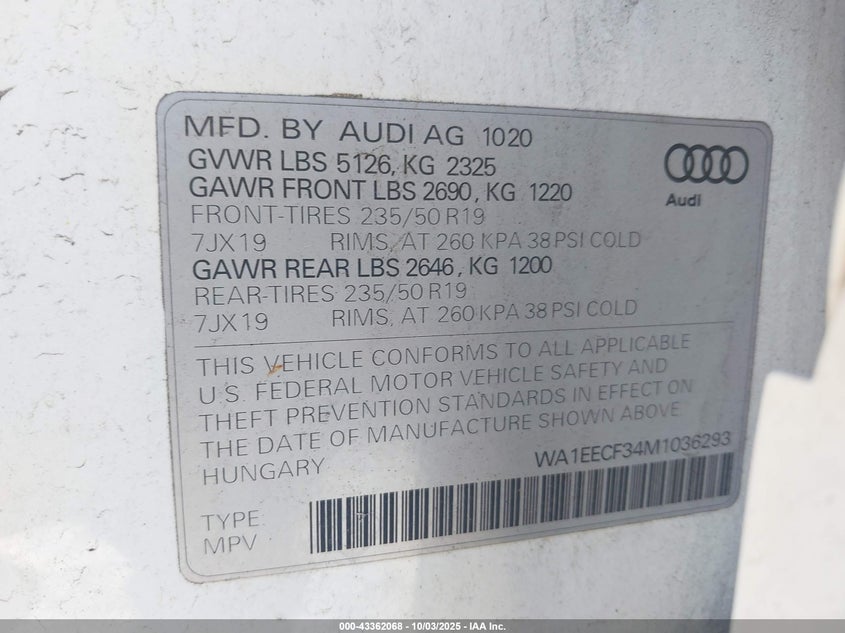 MFD. BY AUDI AG 1020
GVWR LBS 5126, KG 2325
GAWR FRONT LBS 2690, KG 1220
FRONT-TIRES 235/50 R19
7JX19 RIMS, AT 260 KPA 38 PSI COLD
GAWR REAR LBS 2646, KG 1200
REAR-TIRES 235/50 R19
7JX19 RIMS, AT 260 KPA 38 PSI COLD
Audi
THIS VEHICLE CONFORMS TO ALL APPLICABLE
U.S. FEDERAL MOTOR VEHICLE SAFETY AND
THEFT PREVENTION STANDARDS IN EFFECT ON
THE DATE OF MANUFACTURE SHOWN ABOVE
HUNGARY
WA1EECF34M1036293
TYPE
MPV
000-43362068 - 10/03/2025 - IAA Inc.